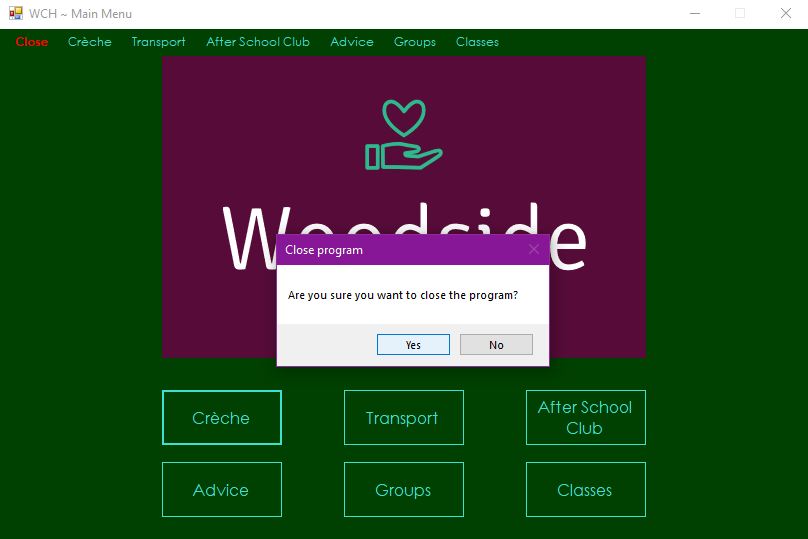 WCH ~ Main Menu
Close Crèche Transport After School Club Advice Groups Classes
Woodside
Close program
Are you sure you want to close the program?
Yes No
Crèche Transport After School
Club
Advice Groups Classes